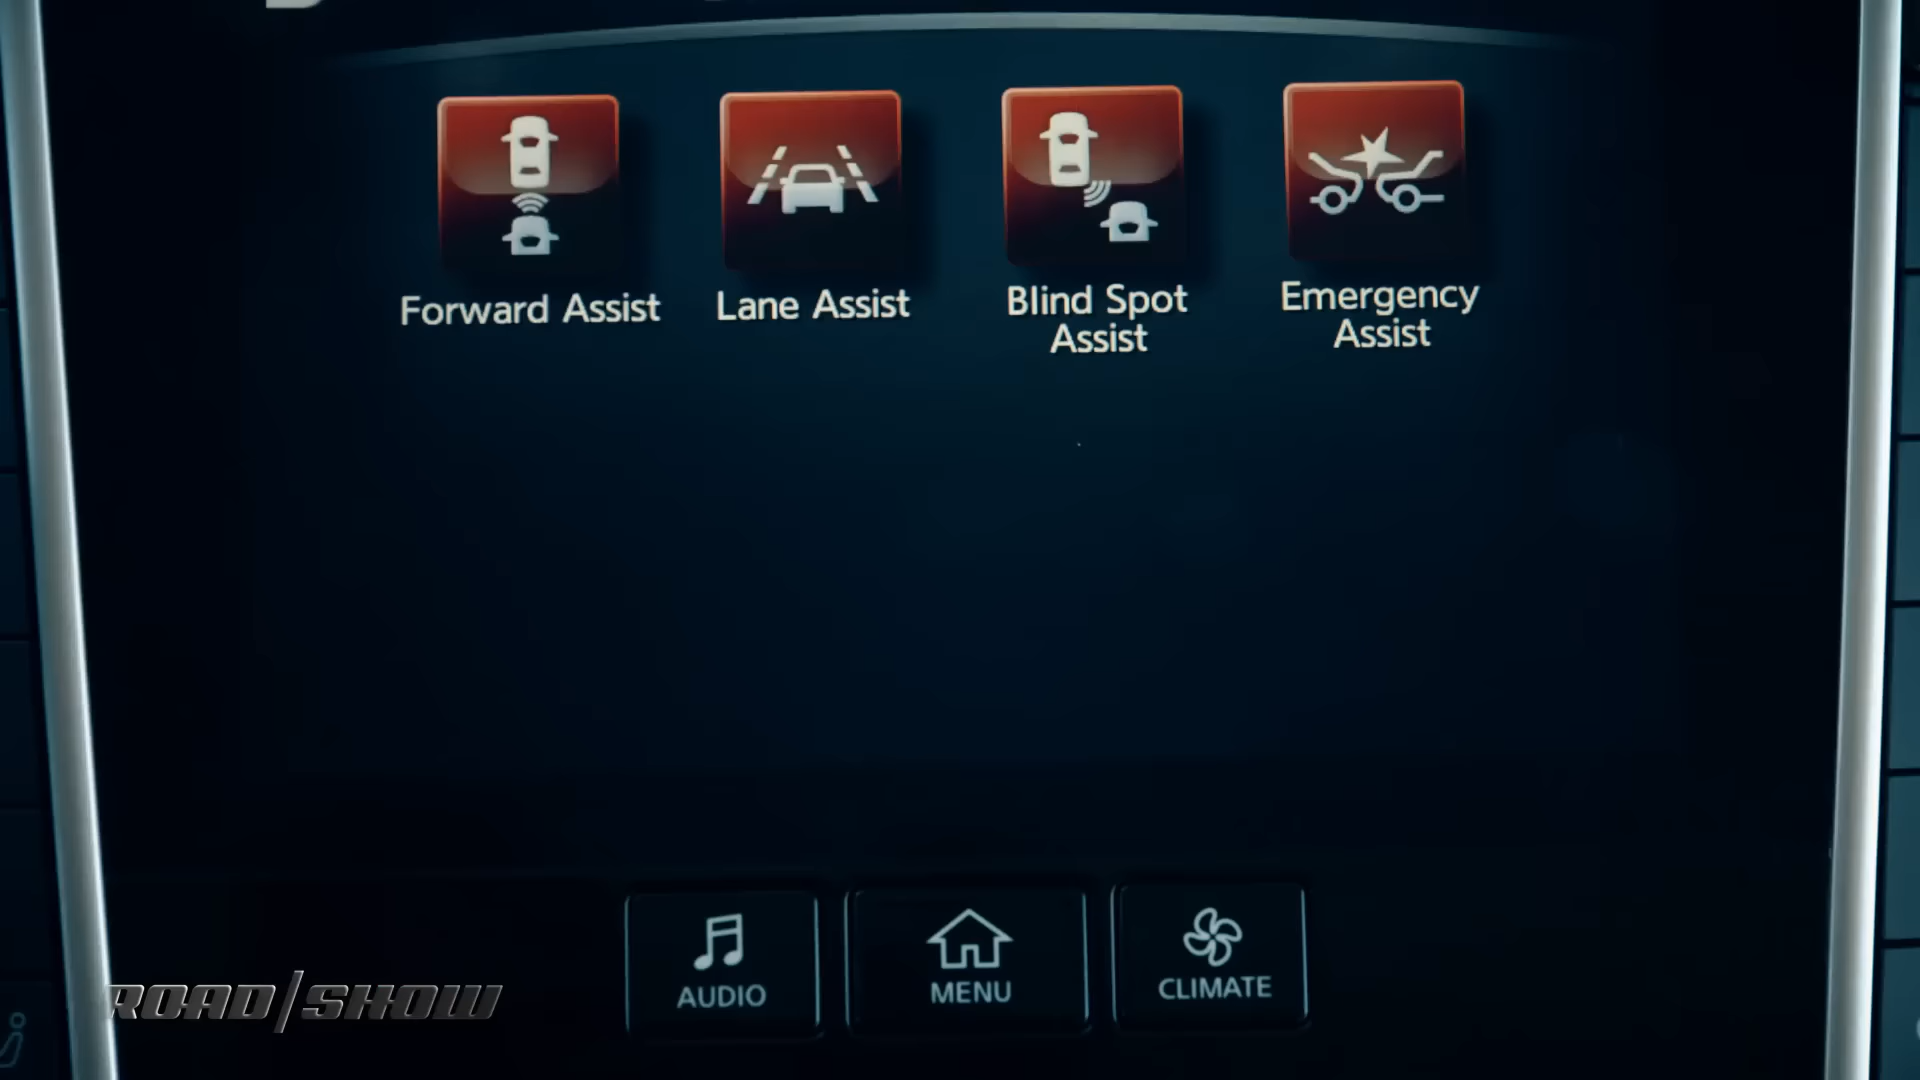 Forward Assist
Lane Assist
Blind Spot
Assist
Emergency
Assist
AUDIO
MENU
CLIMATE
ROAD/SHOW